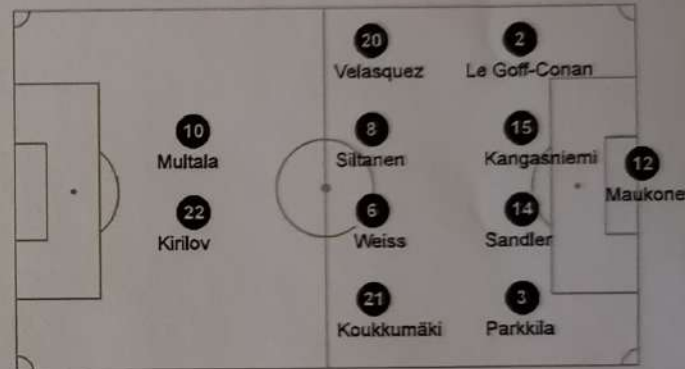 20
Velasquez
2
Le Goff-Conan
10
Multala
8
Siltanen
15
Kangasniemi
12
Maukone
22
Kirilov
6
Weiss
14
Sandler
21
Koukkumäki
3
Parkkila